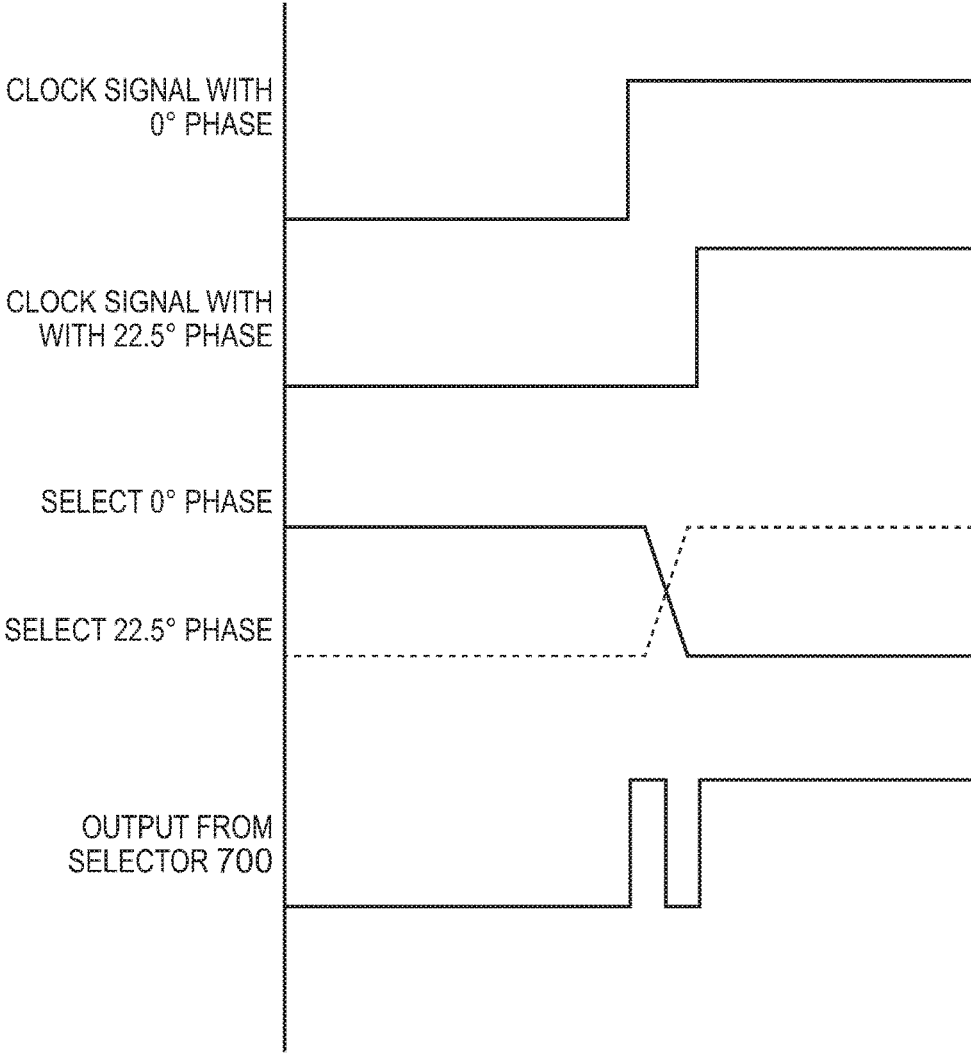 CLOCK SIGNAL WITH
0° PHASE
CLOCK SIGNAL WITH
WITH 22.5° PHASE
SELECT 0° PHASE
SELECT 22.5° PHASE
OUTPUT FROM
SELECTOR 700